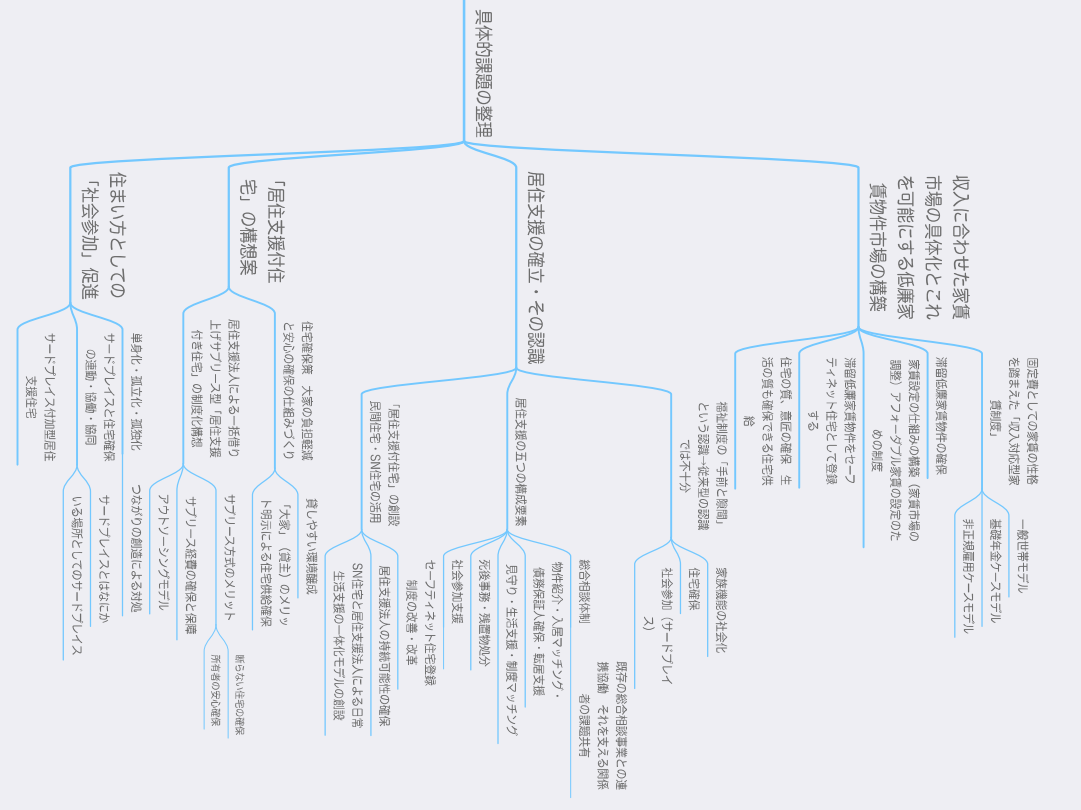 具体的課題の整理
収入に合わせた家賃
市場の具体化とこれ
を可能にする低廉家
賃物件市場の構築
固定費としての家賃の性格
を踏まえた「収入対応型家
賃制度」
一般世帯モデル
基礎年金ケースモデル
非正規雇用ケースモデル
滞留低廉家賃物件の確保
家賃設定の仕組みの構築（家賃市場の
調整）アフォーダブル家賃の設定のた
めの制度
滞留低廉家賃物件をセーフ
ティネット住宅として登録
する
住宅の質、意匠の確保　生
活の質も確保できる住宅供
給
居住支援の確立・その認識
福祉制度の「手前と隙間」
という認識→従来型の認識
では不十分
家族機能の社会化
住宅確保
社会参加（サードプレイ
ス）
居住支援の五つの構成要素
総合相談体制
既存の総合相談事業との連
携協働　それを支える関係
者の課題共有
物件紹介・入居マッチング・
債務保証人確保・転居支援
見守り・生活支援・制度マッチング
死後事務・残置物処分
社会参加支援
「居住支援付住宅」の創設
民間住宅・SN住宅の活用
セーフティネット住宅登録
制度の改善・改革
居住支援法人の持続可能性の確保
SN住宅と居住支援法人による日常
生活支援の一体化モデルの創設
「居住支援付住
宅」の構想案
住宅確保策　大家の負担軽減
と安心の確保の仕組みづくり
貸しやすい環境醸成
「大家」（貸主）のメリッ
ト明示による住宅供給確保
居住支援法人による一括借り
上げサブリース型「居住支援
付き住宅」の制度化構想
サブリース方式のメリット
断らない住宅の確保
所有者の安心確保
サブリース経費の確保と保障
アウトソーシングモデル
住まい方としての
「社会参加」促進
単身化・孤立化・孤独化
つながりの創造による対処
サードプレイスと住宅確保
の連動・協働・協同
サードプレイスとはなにか
いる場所としてのサードプレイス
サードプレイス付加型居住
支援住宅